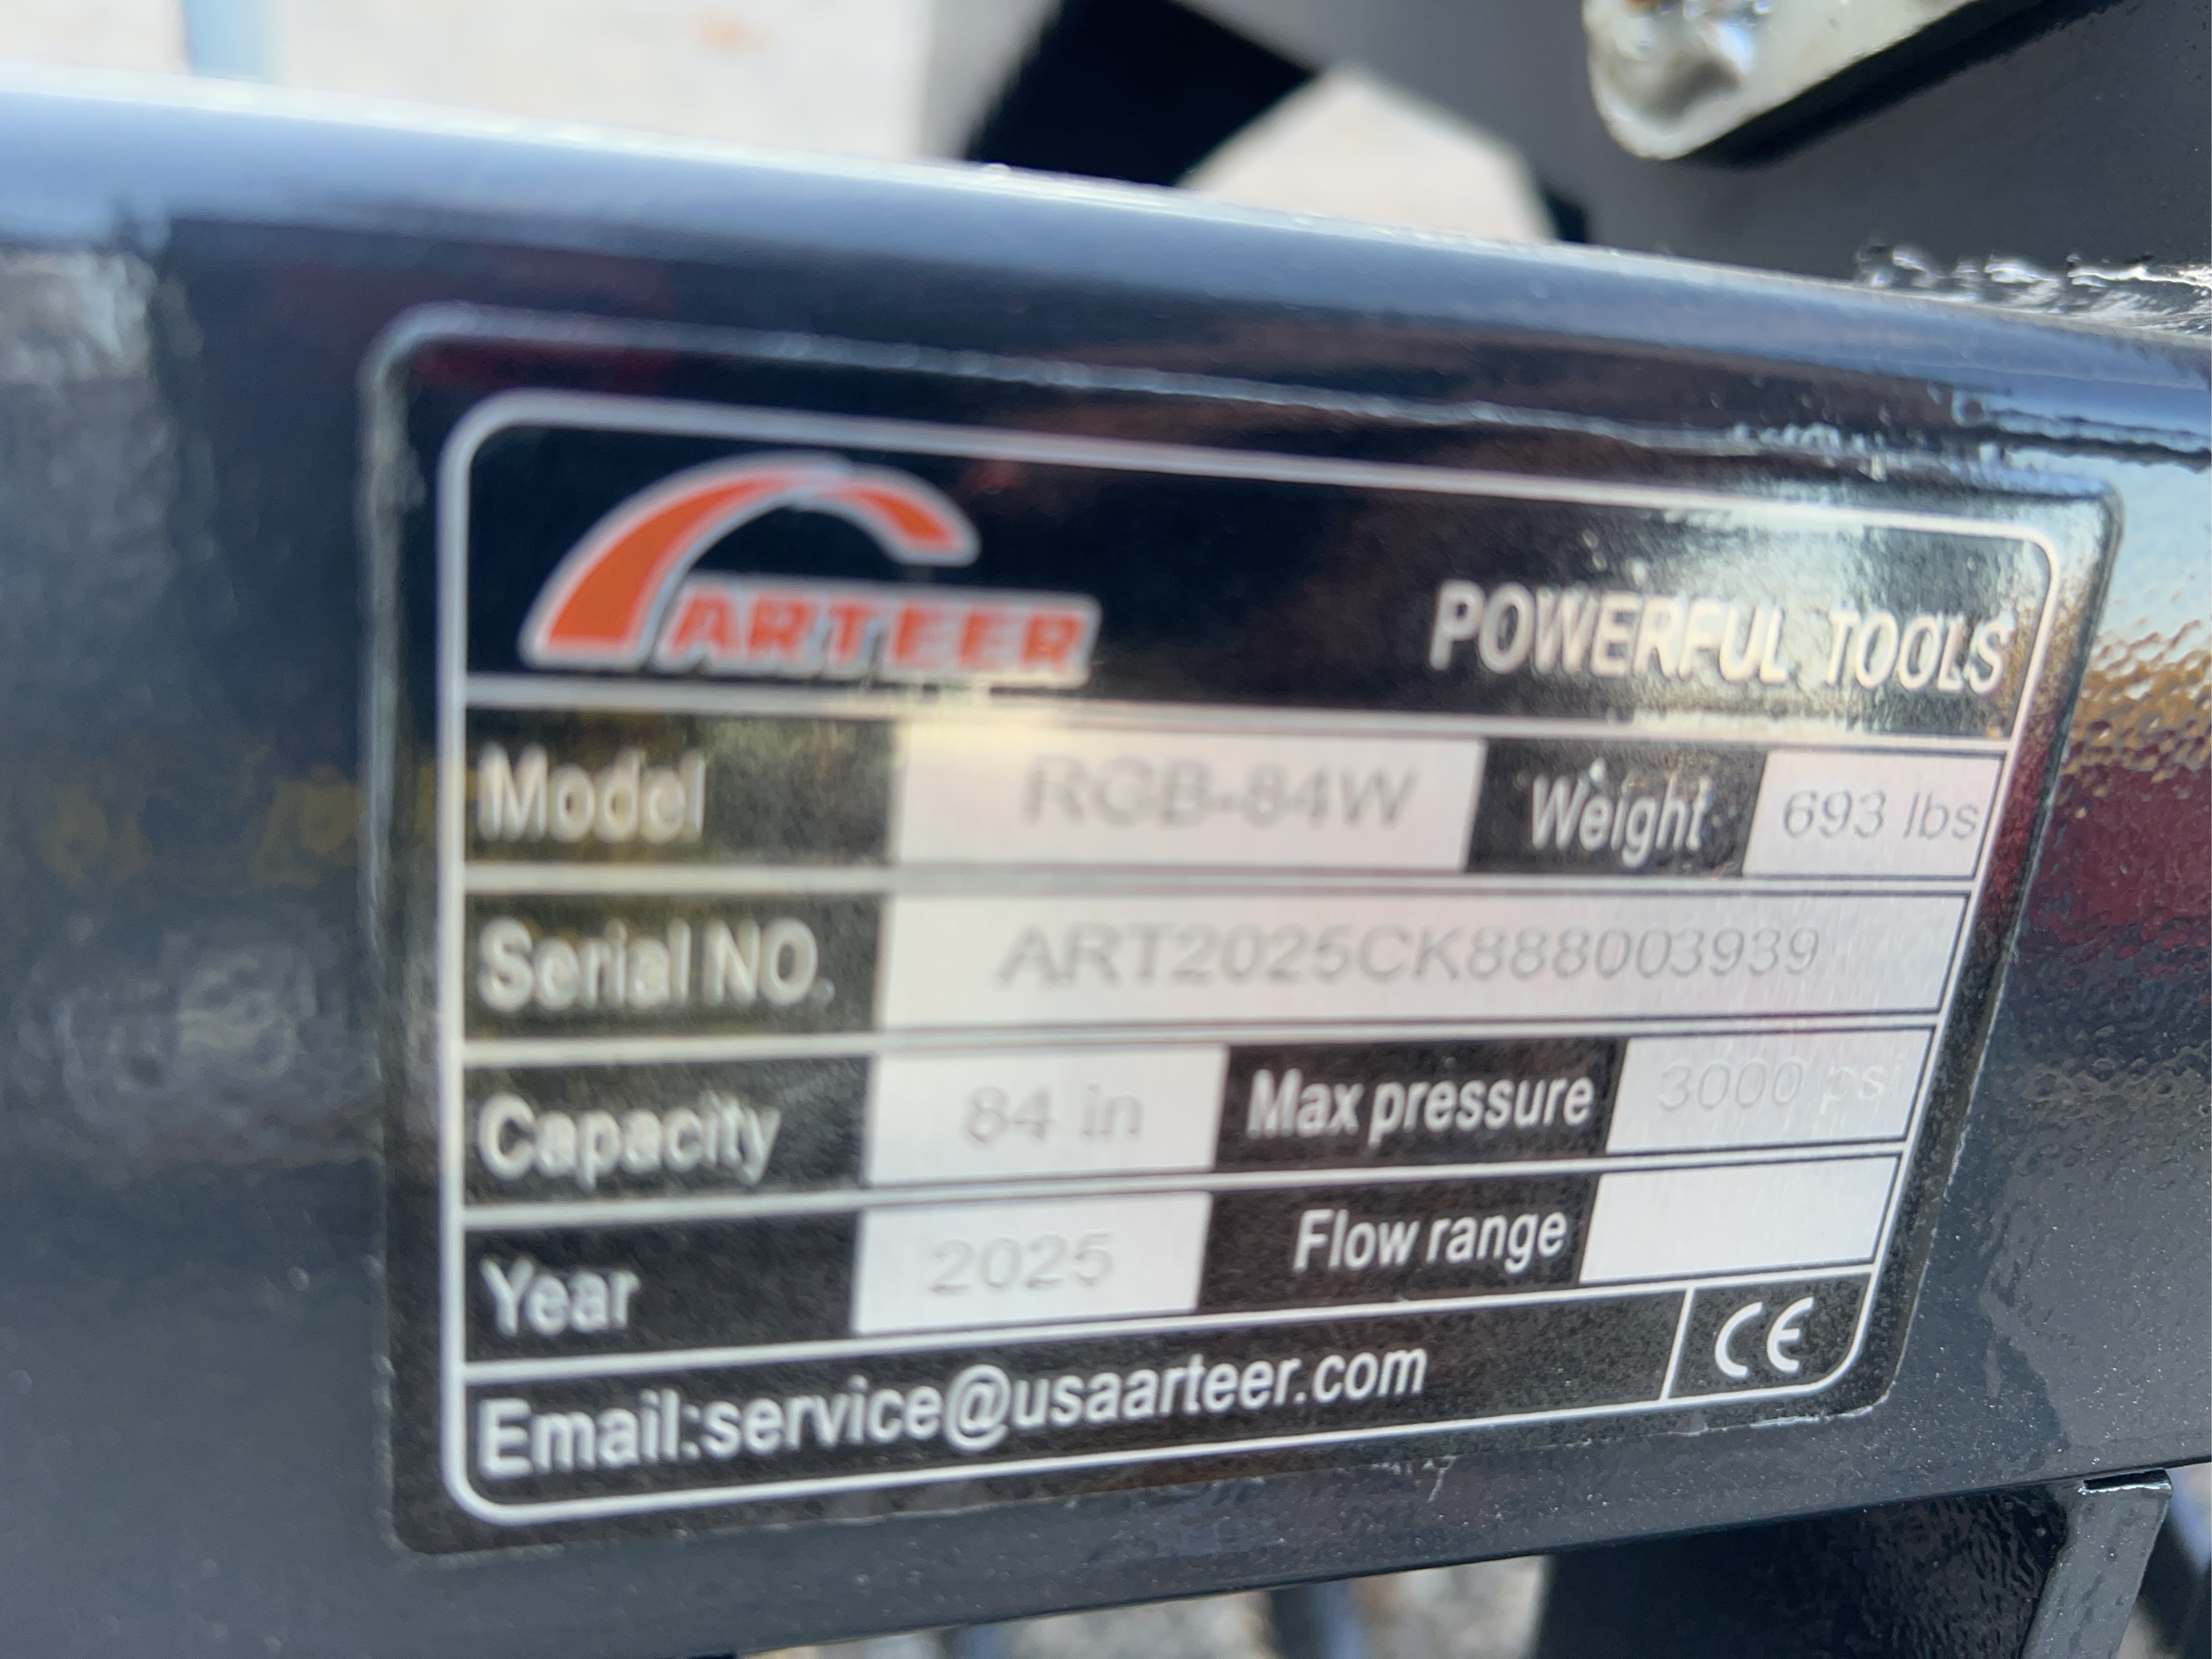 ARTEER POWERFUL TOOLS
Model RGB-84W Weight 693 lbs
Serial NO. ART2025CK888003939
Capacity 84 in Max pressure 3000 psi
Year 2025 Flow range
Email:service@usaarteer.com CE